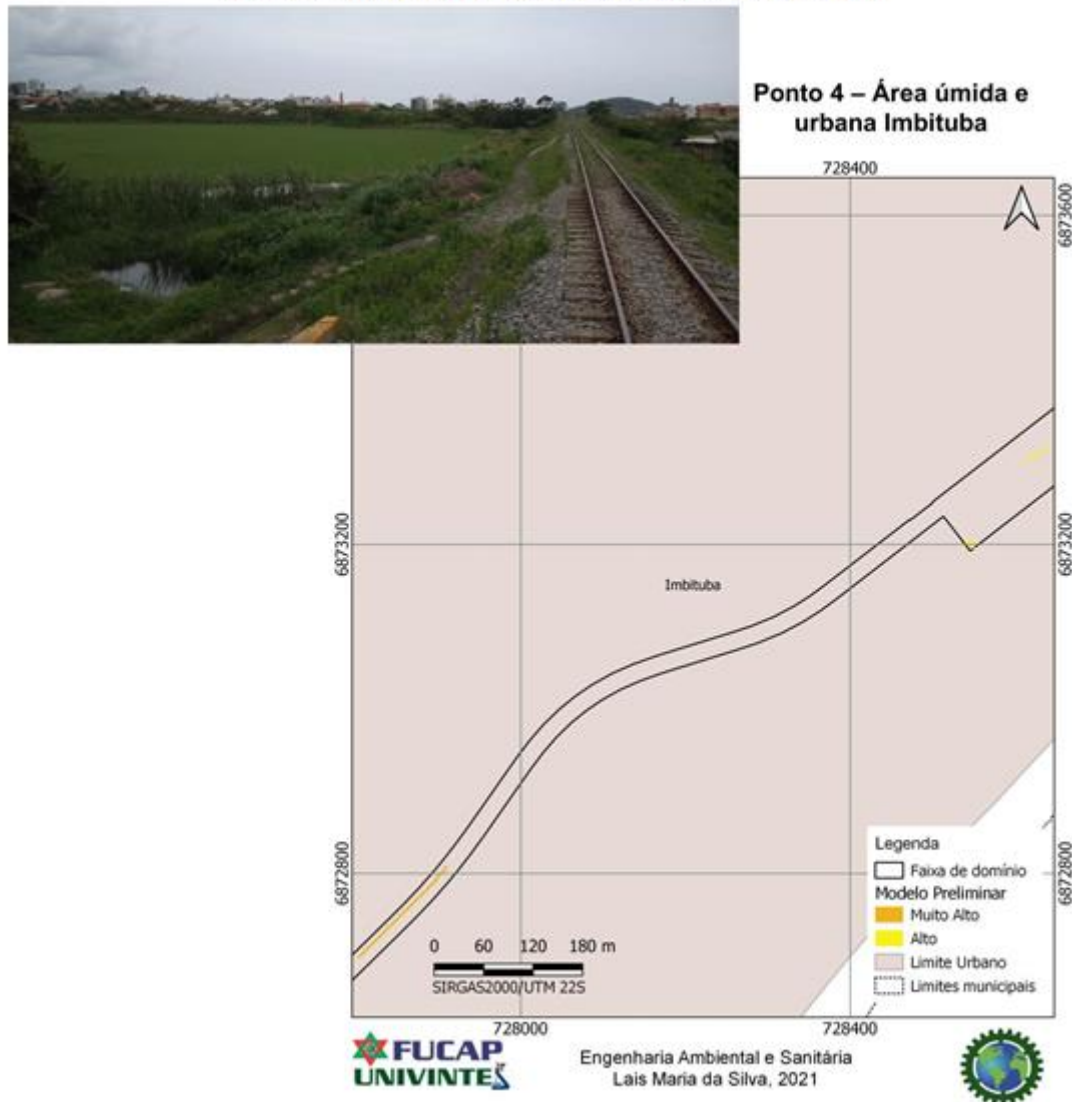 Ponto 4 – Área úmida e
urbana Imbituba
728400
6873600
6873200
6873200
Imbituba
6872800
6872800
Legenda
Faixa de domínio
Modelo Preliminar
Muito Alto
Alto
Limite Urbano
Limites municipais
0 60 120 180 m
SIRGAS2000/UTM 22S
728000
728400
FUCAP
UNIVINTE
Engenharia Ambiental e Sanitária
Lais Maria da Silva, 2021